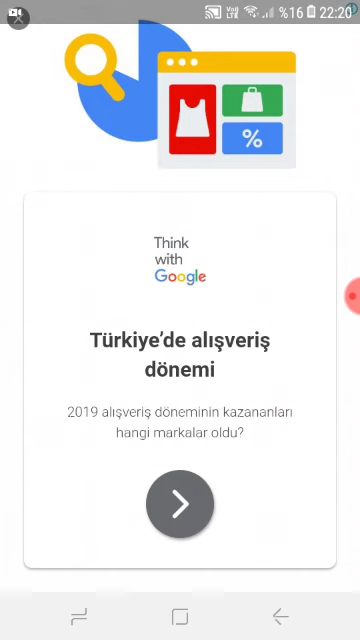 %16 22:20
%
Think
with
Google
Türkiye'de alışveriş
dönemi
2019 alışveriş döneminin kazananları
hangi markalar oldu?